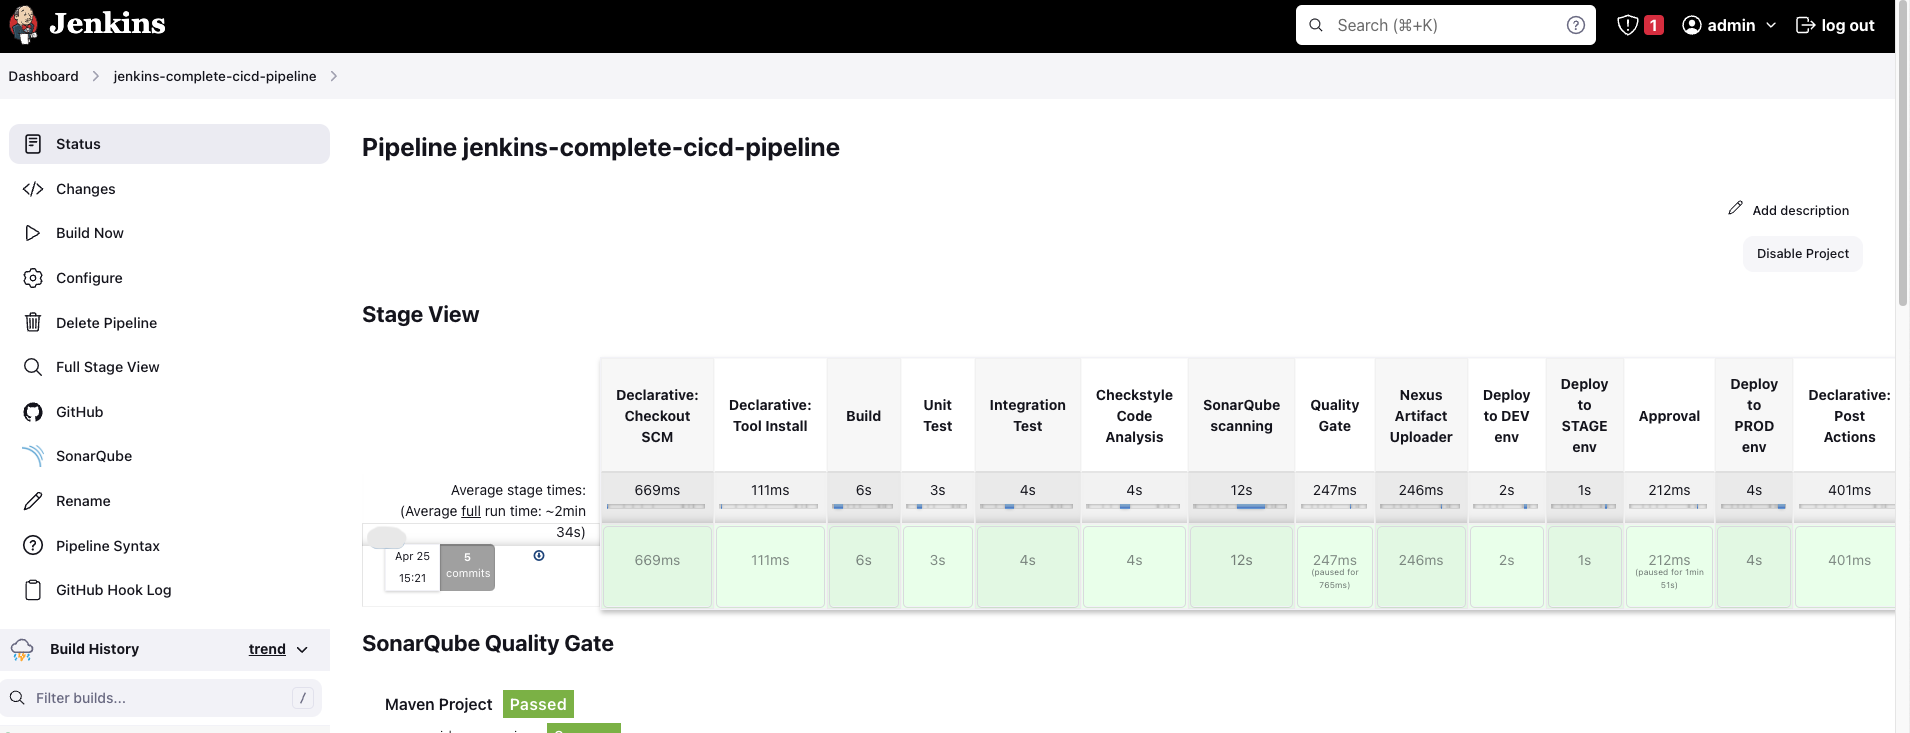 Jenkins
Search (⌘+K)
1
admin
log out
Dashboard
jenkins-complete-cicd-pipeline
Status
Changes
Build Now
Configure
Delete Pipeline
Full Stage View
GitHub
SonarQube
Rename
Pipeline Syntax
GitHub Hook Log
Build History
trend
Filter builds...
/
Pipeline jenkins-complete-cicd-pipeline
Add description
Disable Project
Stage View
Declarative: Checkout SCM
Declarative: Tool Install
Build
Unit Test
Integration Test
Checkstyle Code Analysis
SonarQube scanning
Quality Gate
Nexus Artifact Uploader
Deploy to DEV env
Deploy to STAGE env
Approval
Deploy to PROD env
Declarative: Post Actions
Average stage times:
(Average full run time: ~2min
34s)
669ms
111ms
6s
3s
4s
4s
12s
247ms
246ms
2s
1s
212ms
4s
401ms
Apr 25
15:21
5
commits
669ms
111ms
6s
3s
4s
4s
12s
247ms
(paused for
765ms)
246ms
2s
1s
212ms
(paused for 1min
51s)
4s
401ms
SonarQube Quality Gate
Maven Project
Passed